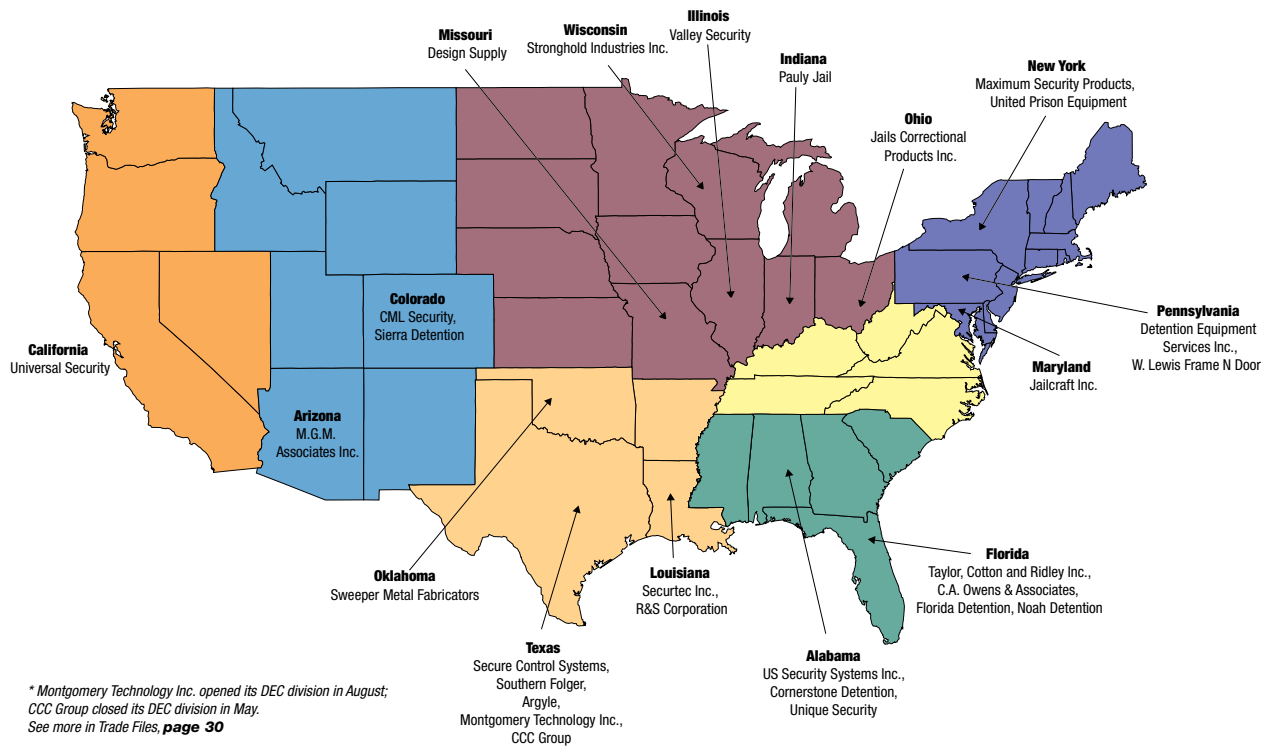 Missouri
Design Supply
Wisconsin
Stronghold Industries Inc.
Illinois
Valley Security
Indiana
Pauly Jail
Ohio
Jails Correctional
Products Inc.
New York
Maximum Security Products,
United Prison Equipment
Colorado
CML Security,
Sierra Detention
California
Universal Security
Arizona
M.G.M.
Associates Inc.
Pennsylvania
Detention Equipment
Services Inc.,
W. Lewis Frame N Door
Maryland
Jailcraft Inc.
Oklahoma
Sweeper Metal Fabricators
Louisiana
Securtec Inc.,
R&S Corporation
Florida
Taylor, Cotton and Ridley Inc.,
C.A. Owens & Associates,
Florida Detention, Noah Detention
Texas
Secure Control Systems,
Southern Folger,
Argyle,
Montgomery Technology Inc.,
CCC Group
Alabama
US Security Systems Inc.,
Cornerstone Detention,
Unique Security
* Montgomery Technology Inc. opened its DEC division in August;
CCC Group closed its DEC division in May.
See more in Trade Files, page 30